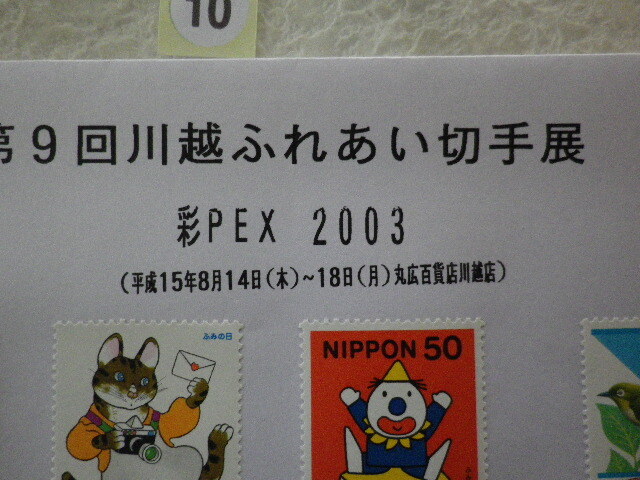 10
第9回川越ふれあい切手展
彩PEX 2003
(平成15年8月14日(木)~18日(月)丸広百貨店川越店)
ふみの日
NIPPON 50